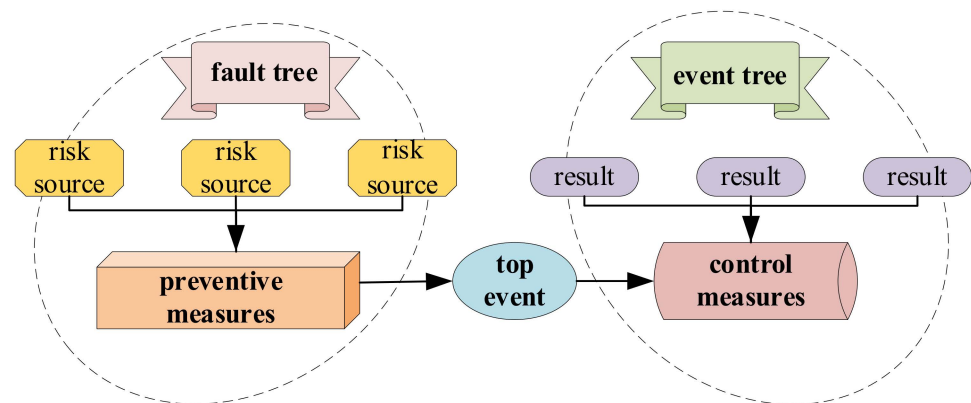 fault tree
event tree
risk
source
risk
source
risk
source
result
result
result
preventive
measures
top
event
control
measures